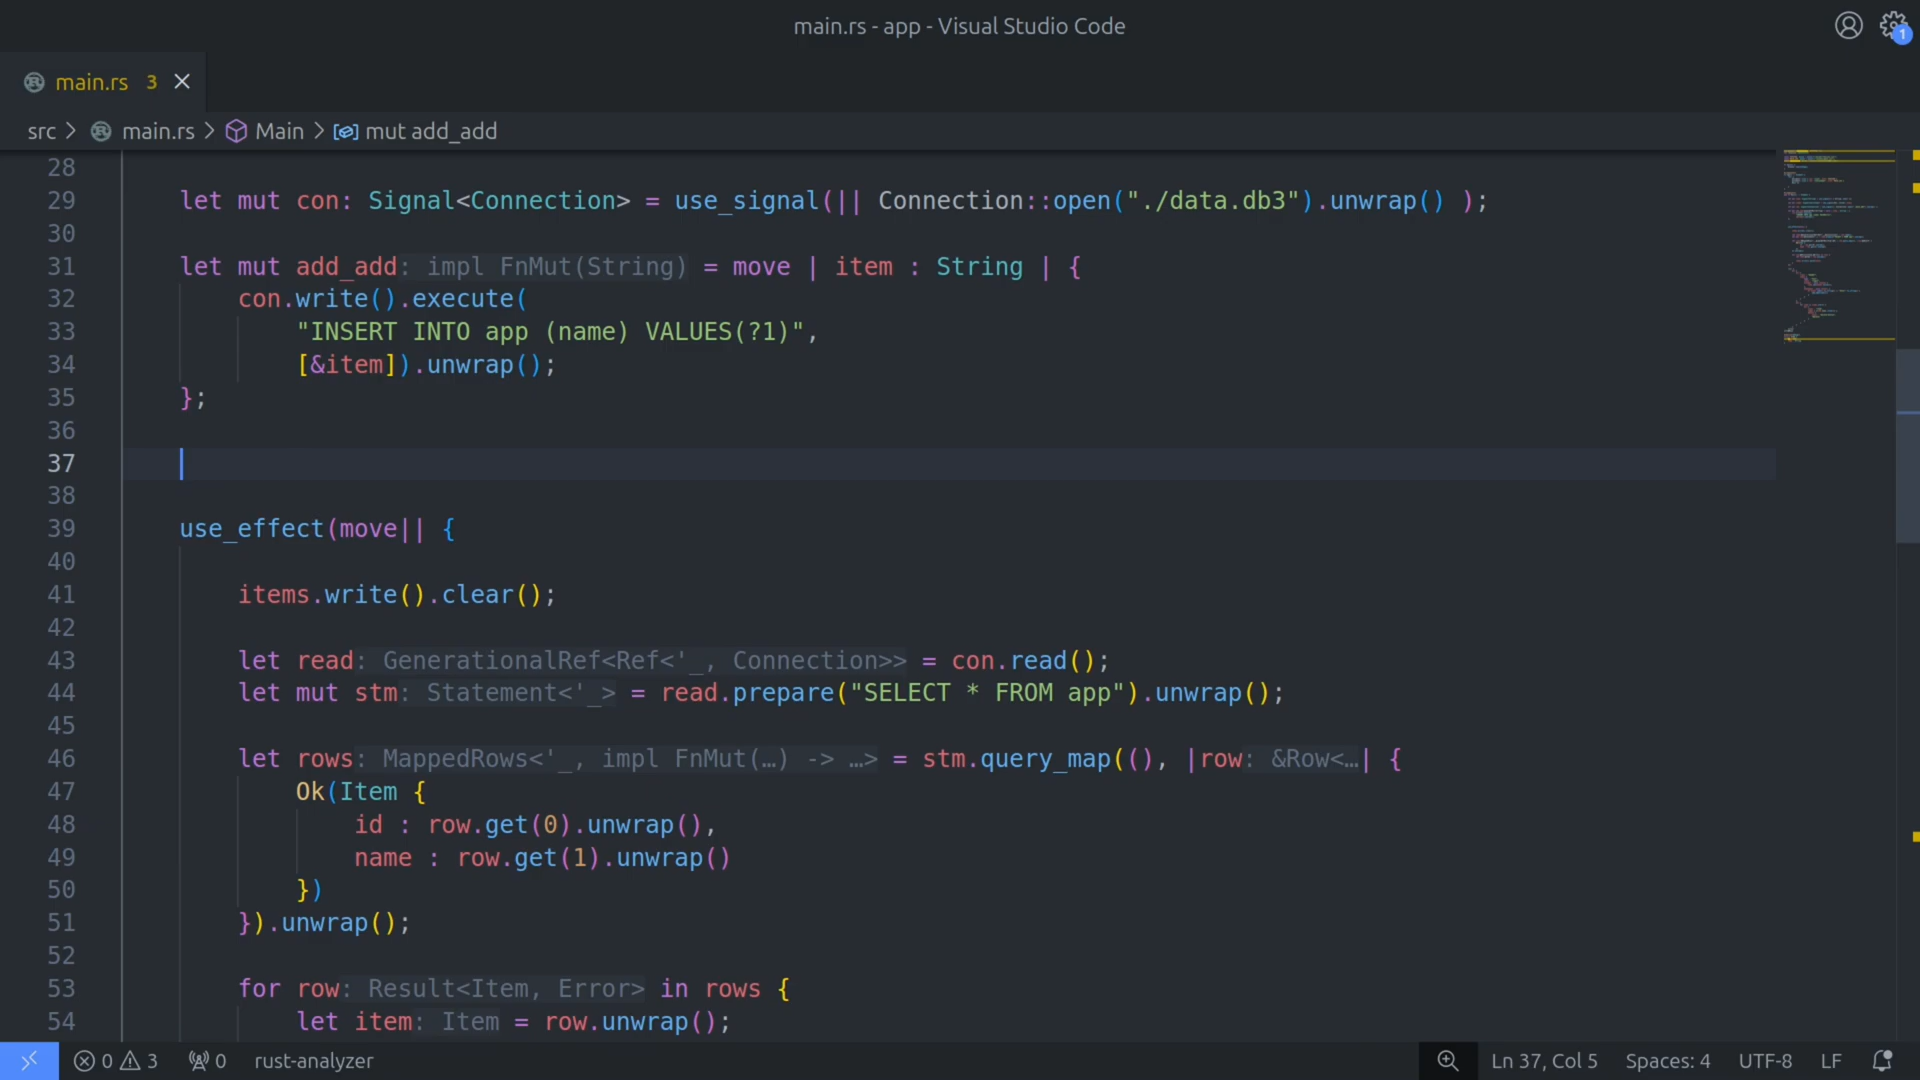 main.rs - app - Visual Studio Code
1
main.rs 3
src > main.rs > Main > mut add_add
28
29 let mut con: Signal<Connection> = use_signal(|| Connection::open("./data.db3").unwrap() );
30
31 let mut add_add: impl FnMut(String) = move | item : String | {
32 con.write().execute(
33 "INSERT INTO app (name) VALUES(?1)",
34 [&item]).unwrap();
35 };
36
37
38
39 use_effect(move|| {
40
41 items.write().clear();
42
43 let read: GenerationalRef<Ref<'_, Connection>> = con.read();
44 let mut stm: Statement<'_> = read.prepare("SELECT * FROM app").unwrap();
45
46 let rows: MappedRows<'_, impl FnMut(…) -> …> = stm.query_map((), |row: &Row<…| {
47 Ok(Item {
48 id : row.get(0).unwrap(),
49 name : row.get(1).unwrap()
50 })
51 }).unwrap();
52
53 for row: Result<Item, Error> in rows {
54 let item: Item = row.unwrap();
0 3 0 rust-analyzer Ln 37, Col 5 Spaces: 4 UTF-8 LF